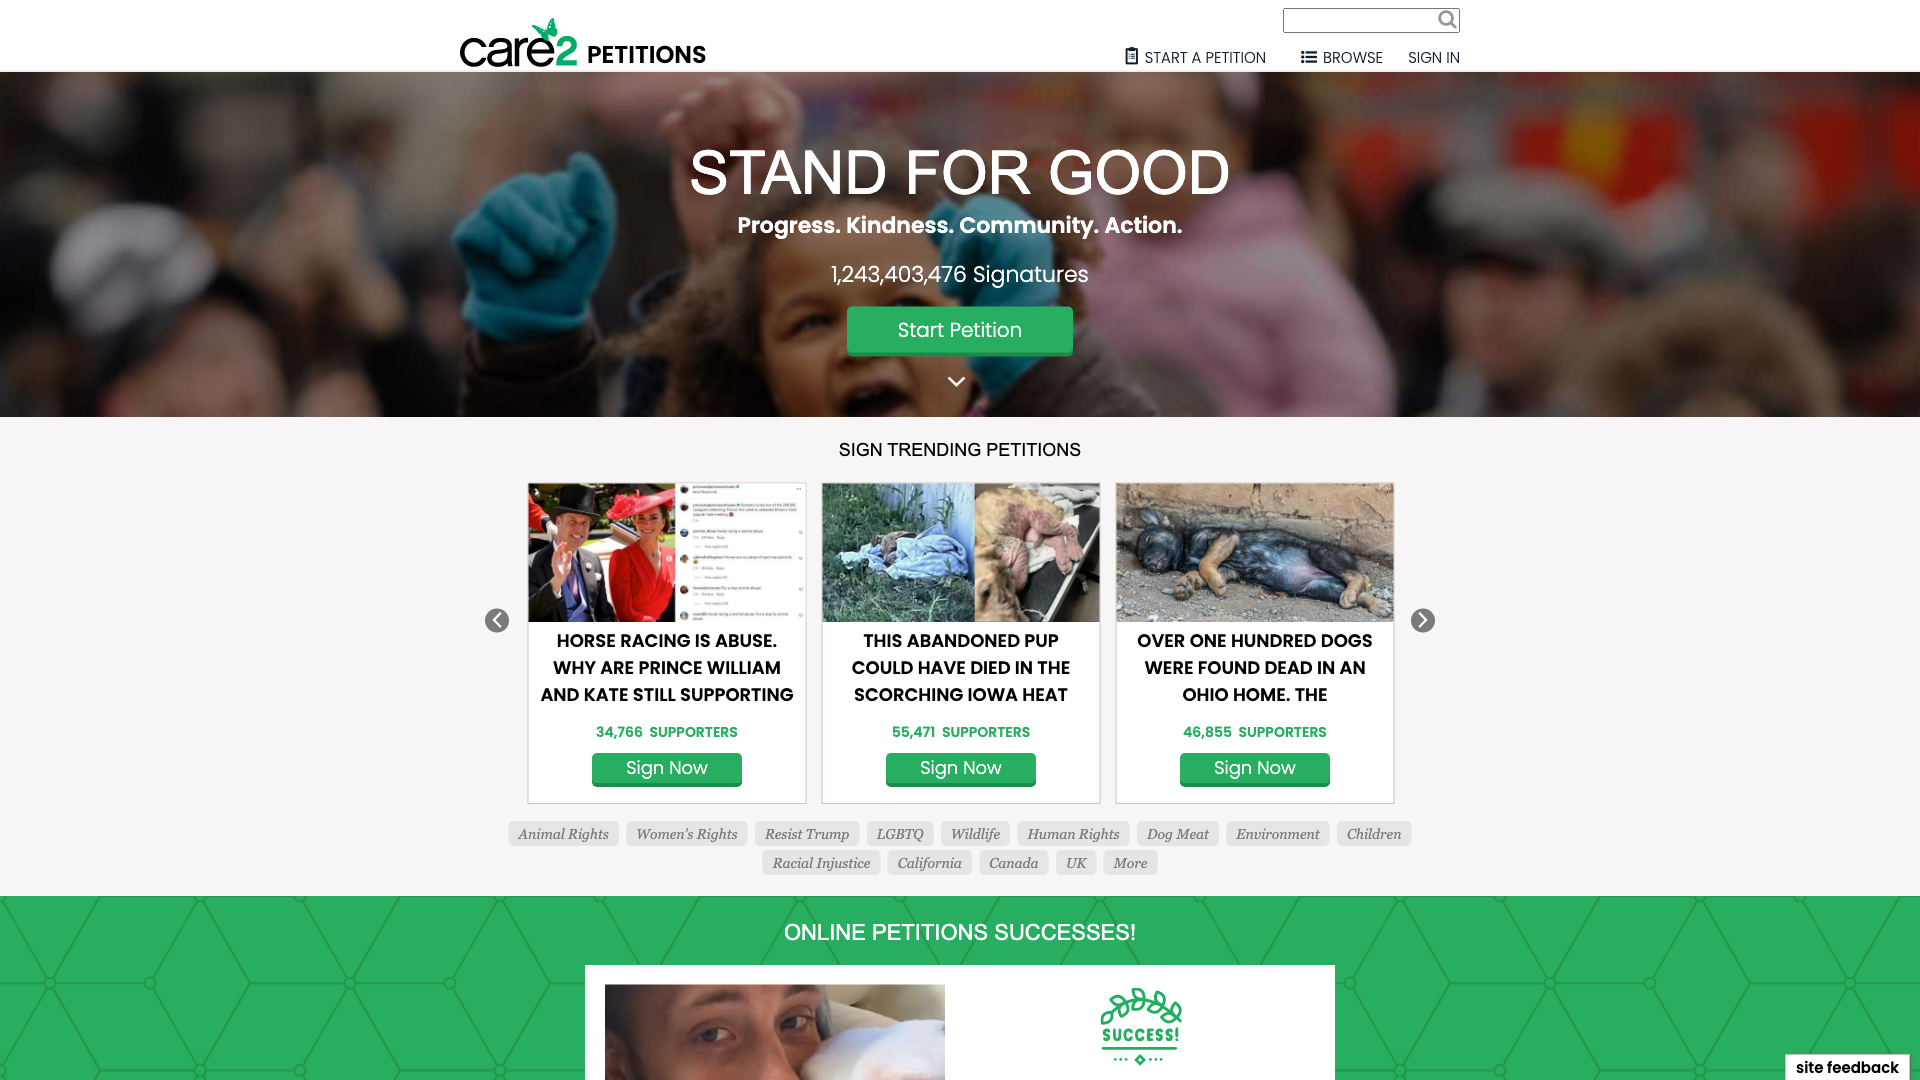 care2 PETITIONS
START A PETITION
BROWSE
SIGN IN
STAND FOR GOOD
Progress. Kindness. Community. Action.
1,243,403,476 Signatures
Start Petition
SIGN TRENDING PETITIONS
HORSE RACING IS ABUSE.
WHY ARE PRINCE WILLIAM
AND KATE STILL SUPPORTING
34,766 SUPPORTERS
Sign Now
THIS ABANDONED PUP
COULD HAVE DIED IN THE
SCORCHING IOWA HEAT
55,471 SUPPORTERS
Sign Now
OVER ONE HUNDRED DOGS
WERE FOUND DEAD IN AN
OHIO HOME. THE
46,855 SUPPORTERS
Sign Now
Animal Rights
Women's Rights
Resist Trump
LGBTQ
Wildlife
Human Rights
Dog Meat
Environment
Children
Racial Injustice
California
Canada
UK
More
ONLINE PETITIONS SUCCESSES!
SUCCESS!
site feedback